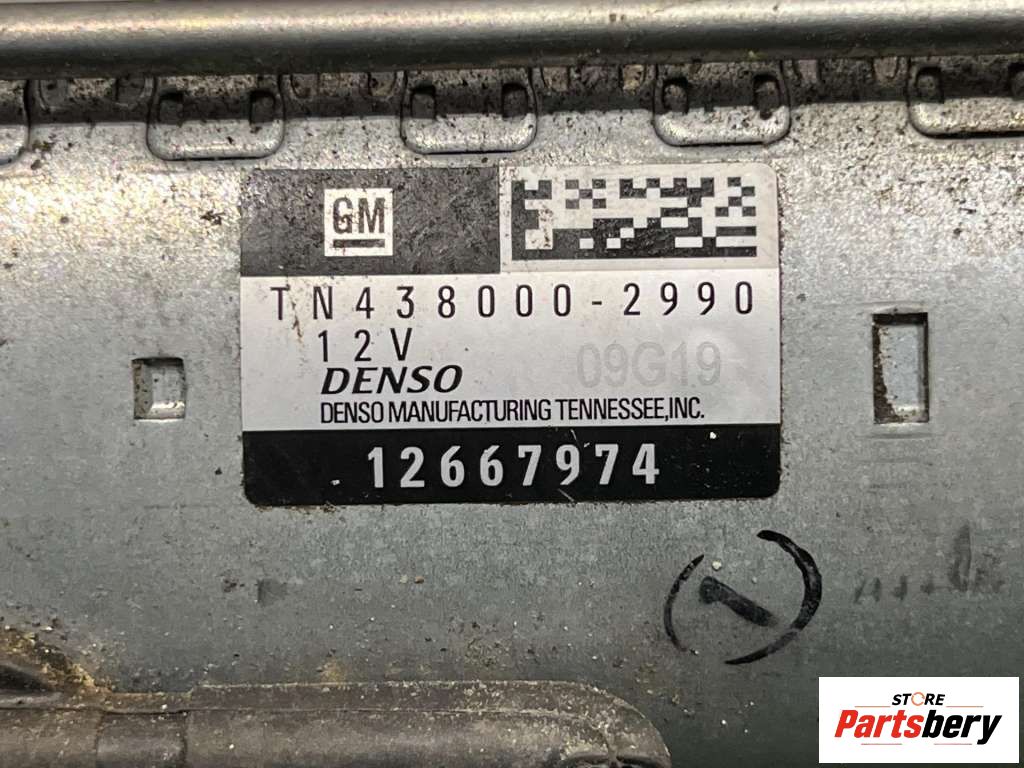 GM
TN438000-2990
12V
09G19
DENSO
DENSO MANUFACTURING TENNESSEE,INC.
12667974
STORE
Partsbery